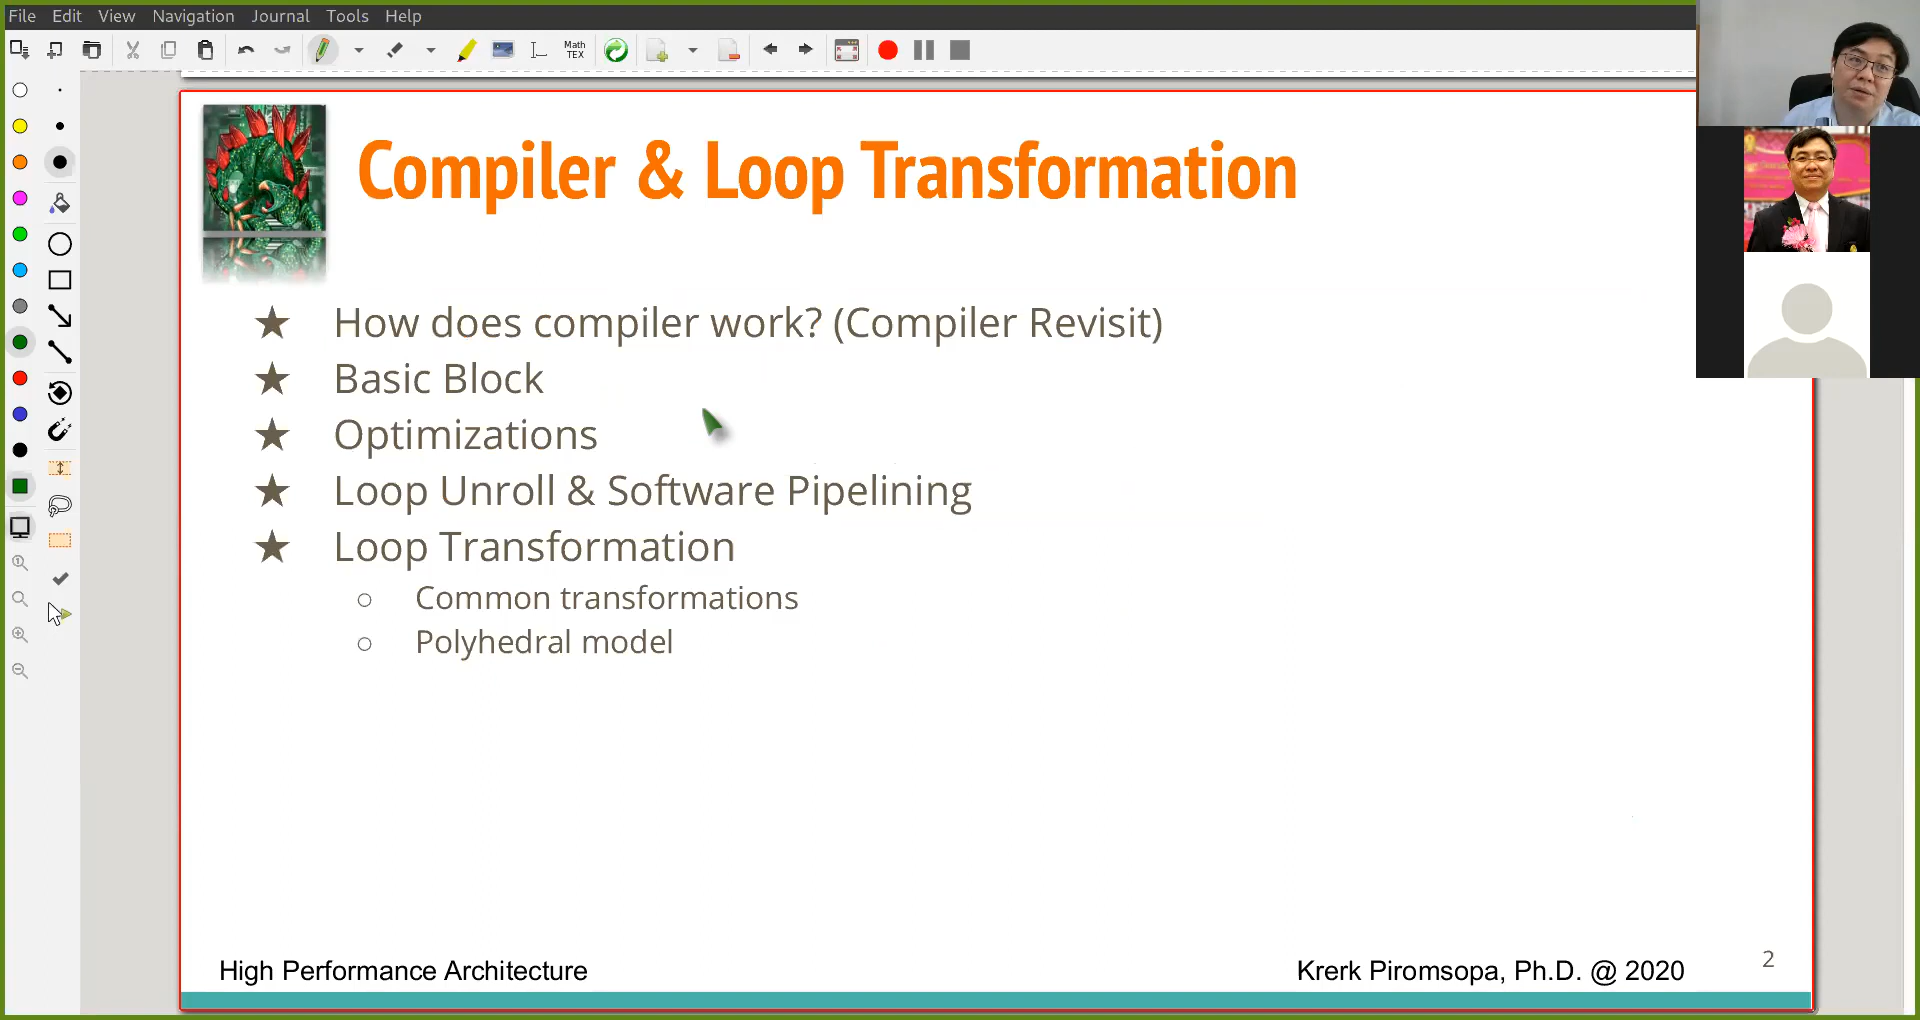 File Edit View Navigation Journal Tools Help
Math
TEX
Compiler & Loop Transformation
★ How does compiler work? (Compiler Revisit)
★ Basic Block
★ Optimizations
★ Loop Unroll & Software Pipelining
★ Loop Transformation
○ Common transformations
○ Polyhedral model
High Performance Architecture
Krerk Piromsopa, Ph.D. @ 2020
2